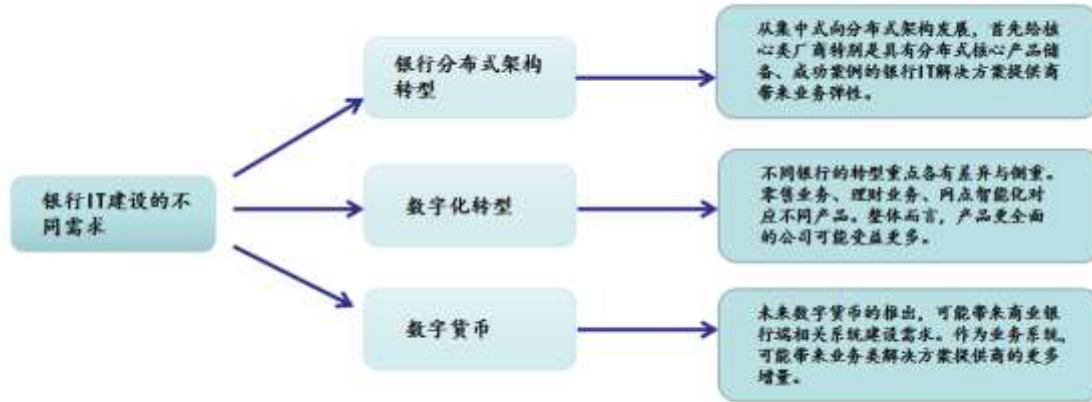 银行IT建设的不
同需求
银行分布式架构
转型
从集中式向分布式架构发展，首先给核
心类厂商特别是具有分布式核心产品储
备、成功案例的银行IT解决方案提供商
带来业务弹性。
数字化转型
不同银行的转型重点各有差异与侧重。
零售业务、理财业务、网点智能化对
应不同产品。整体而言，产品更全面
的公司可能受益更多。
数字货币
未来数字货币的推出，可能带来商业银
行端相关系统建设需求。作为业务系统，
可能带来业务类解决方案提供商的更多
增量。